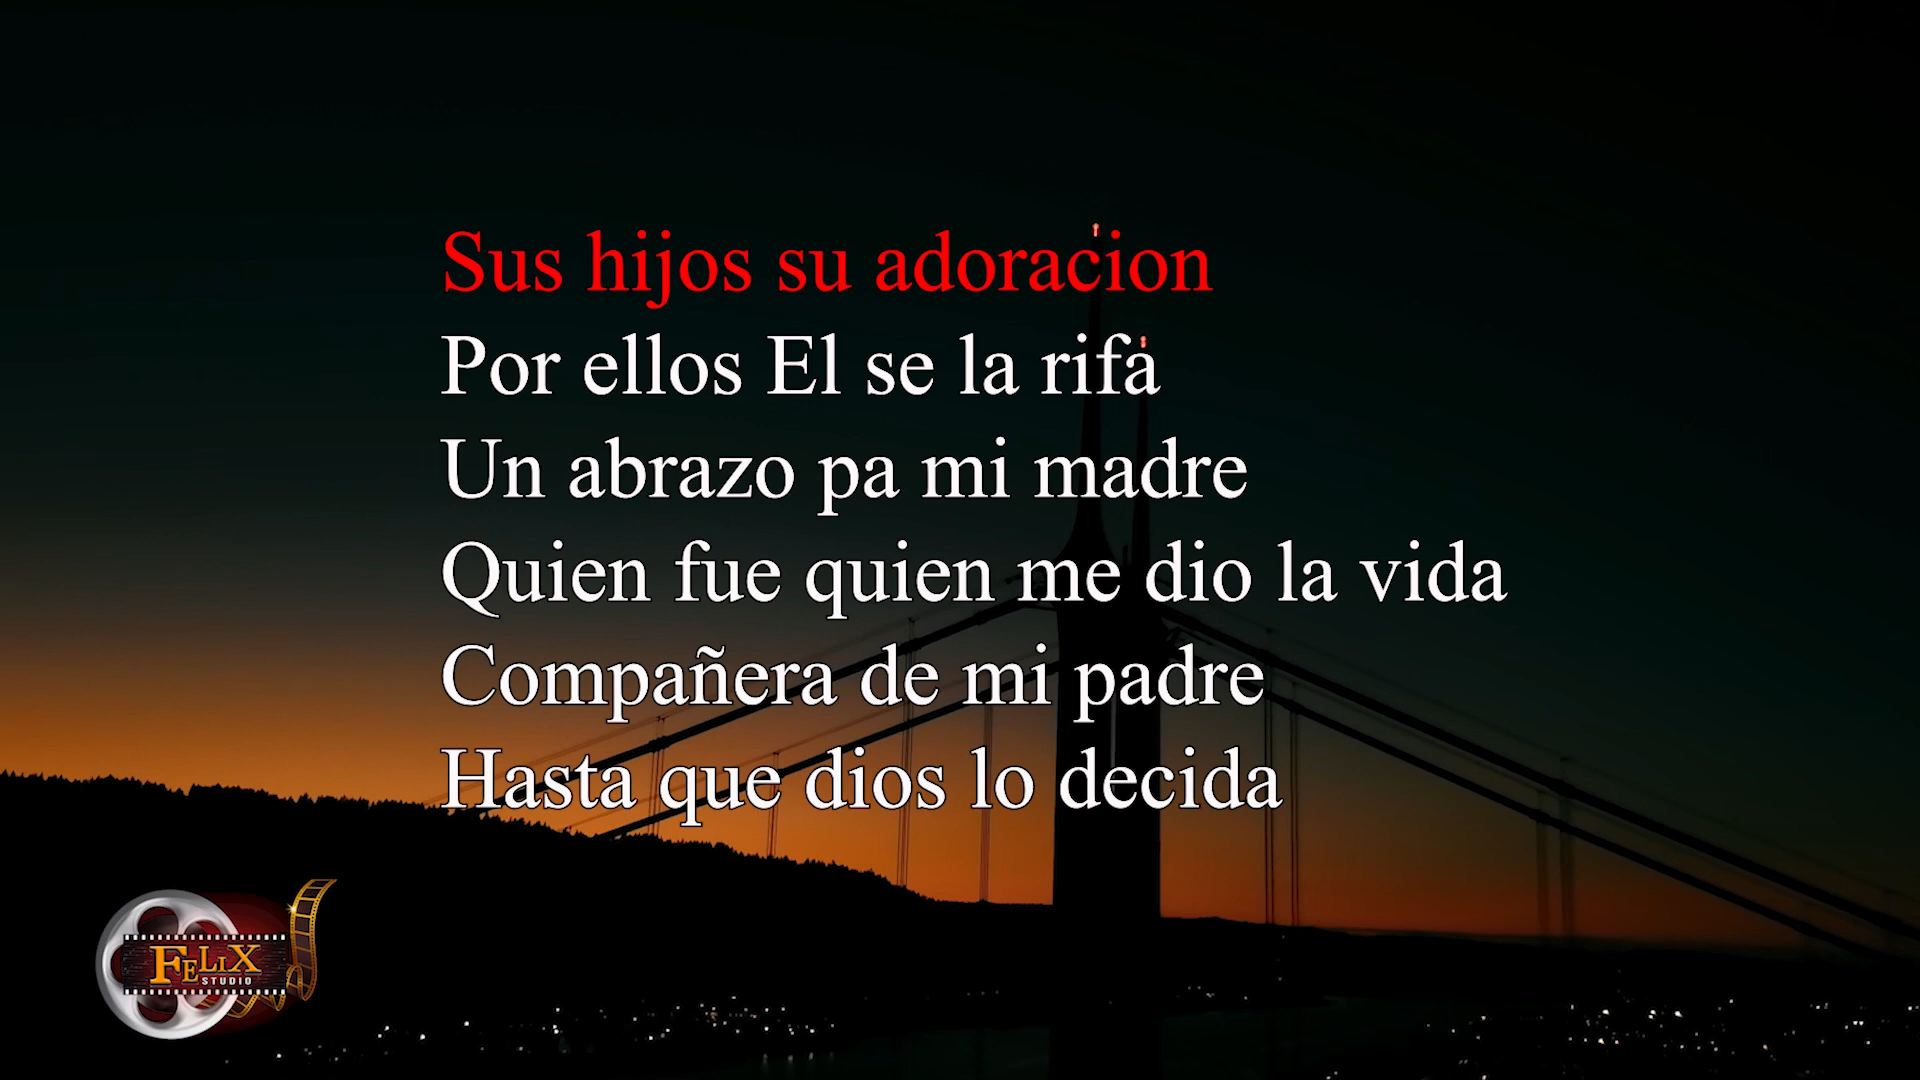 Sus hijos su adoracion
Por ellos El se la rifa
Un abrazo pa mi madre
Quien fue quien me dio la vida
Compañera de mi padre
Hasta que dios lo decida
FELIX
STUDIO